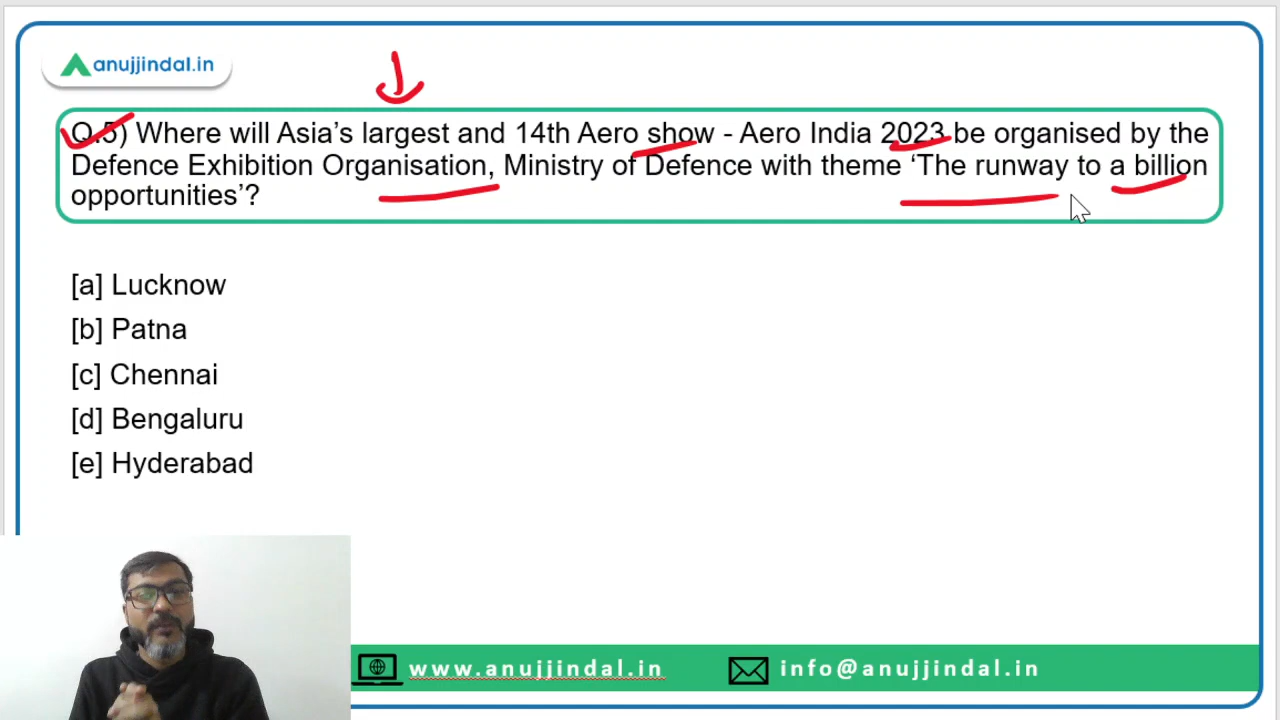 anujjindal.in
Q.5) Where will Asia’s largest and 14th Aero show - Aero India 2023 be organised by the
Defence Exhibition Organisation, Ministry of Defence with theme ‘The runway to a billion
opportunities’?
[a] Lucknow
[b] Patna
[c] Chennai
[d] Bengaluru
[e] Hyderabad
www.anujjindal.in
info@anujjindal.in